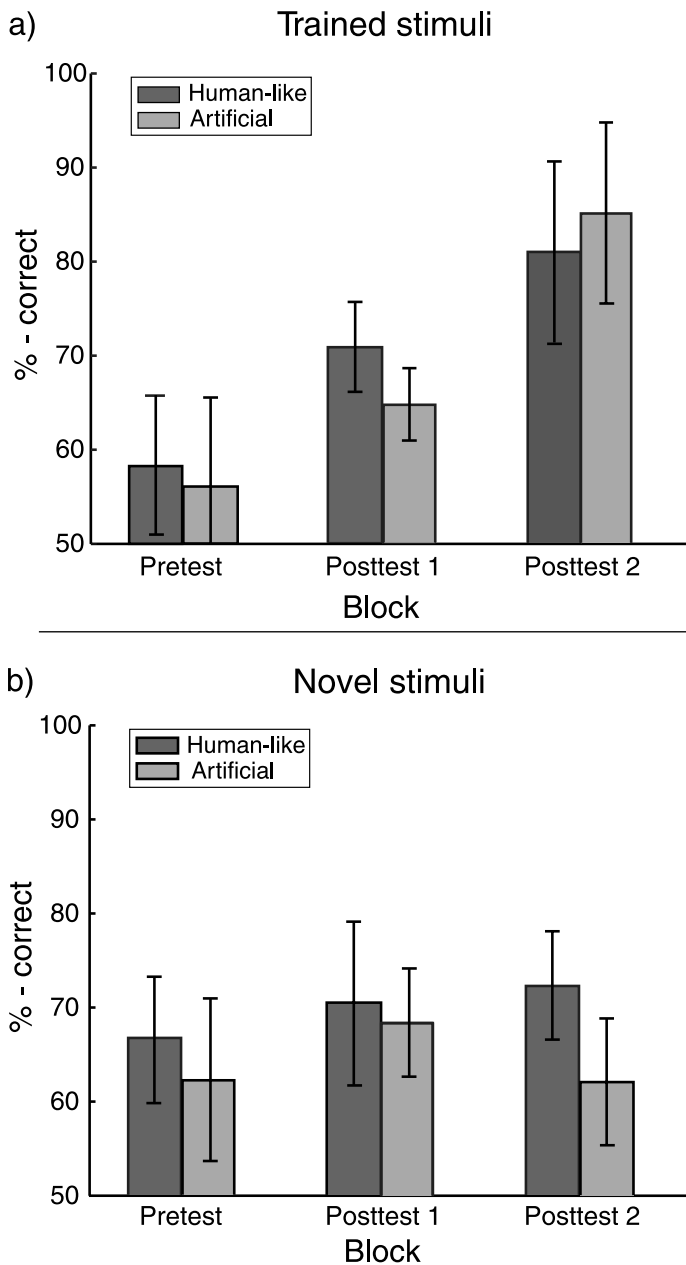 a)
Trained stimuli
Human-like
Artificial
100
90
80
70
60
50
% - correct
Pretest Posttest 1 Posttest 2
Block
b)
Novel stimuli
Human-like
Artificial
100
90
80
70
60
50
% - correct
Pretest Posttest 1 Posttest 2
Block